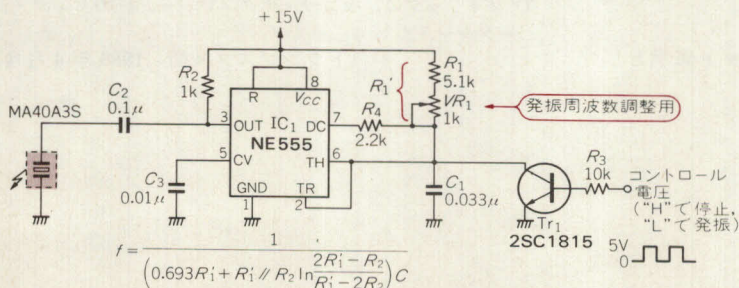 +15V
R2
1k
R1'
R1
5.1k
VR1
1k
発振周波数調整用
MA40A3S
C2
0.1μ
R
8
VCC
3
OUT
IC1
DC
7
R4
2.2k
NE555
5
CV
TH
6
C3
0.01μ
GND
TR
1
2
C1
0.033μ
R3
10k
コントロール
電圧
("H"で停止,
"L"で発振)
Tr1
2SC1815
5V
0
f = 1 / (0.693R1' + R1' // R2 ln (2R1' − R2) / (R1' − 2R2)) C